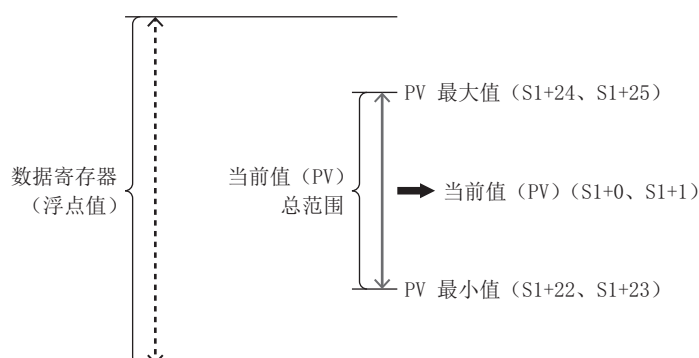 PV 最大值（S1+24、S1+25）
数据寄存器
（浮点值）
当前值（PV）
总范围
当前值（PV）（S1+0、S1+1）
PV 最小值（S1+22、S1+23）